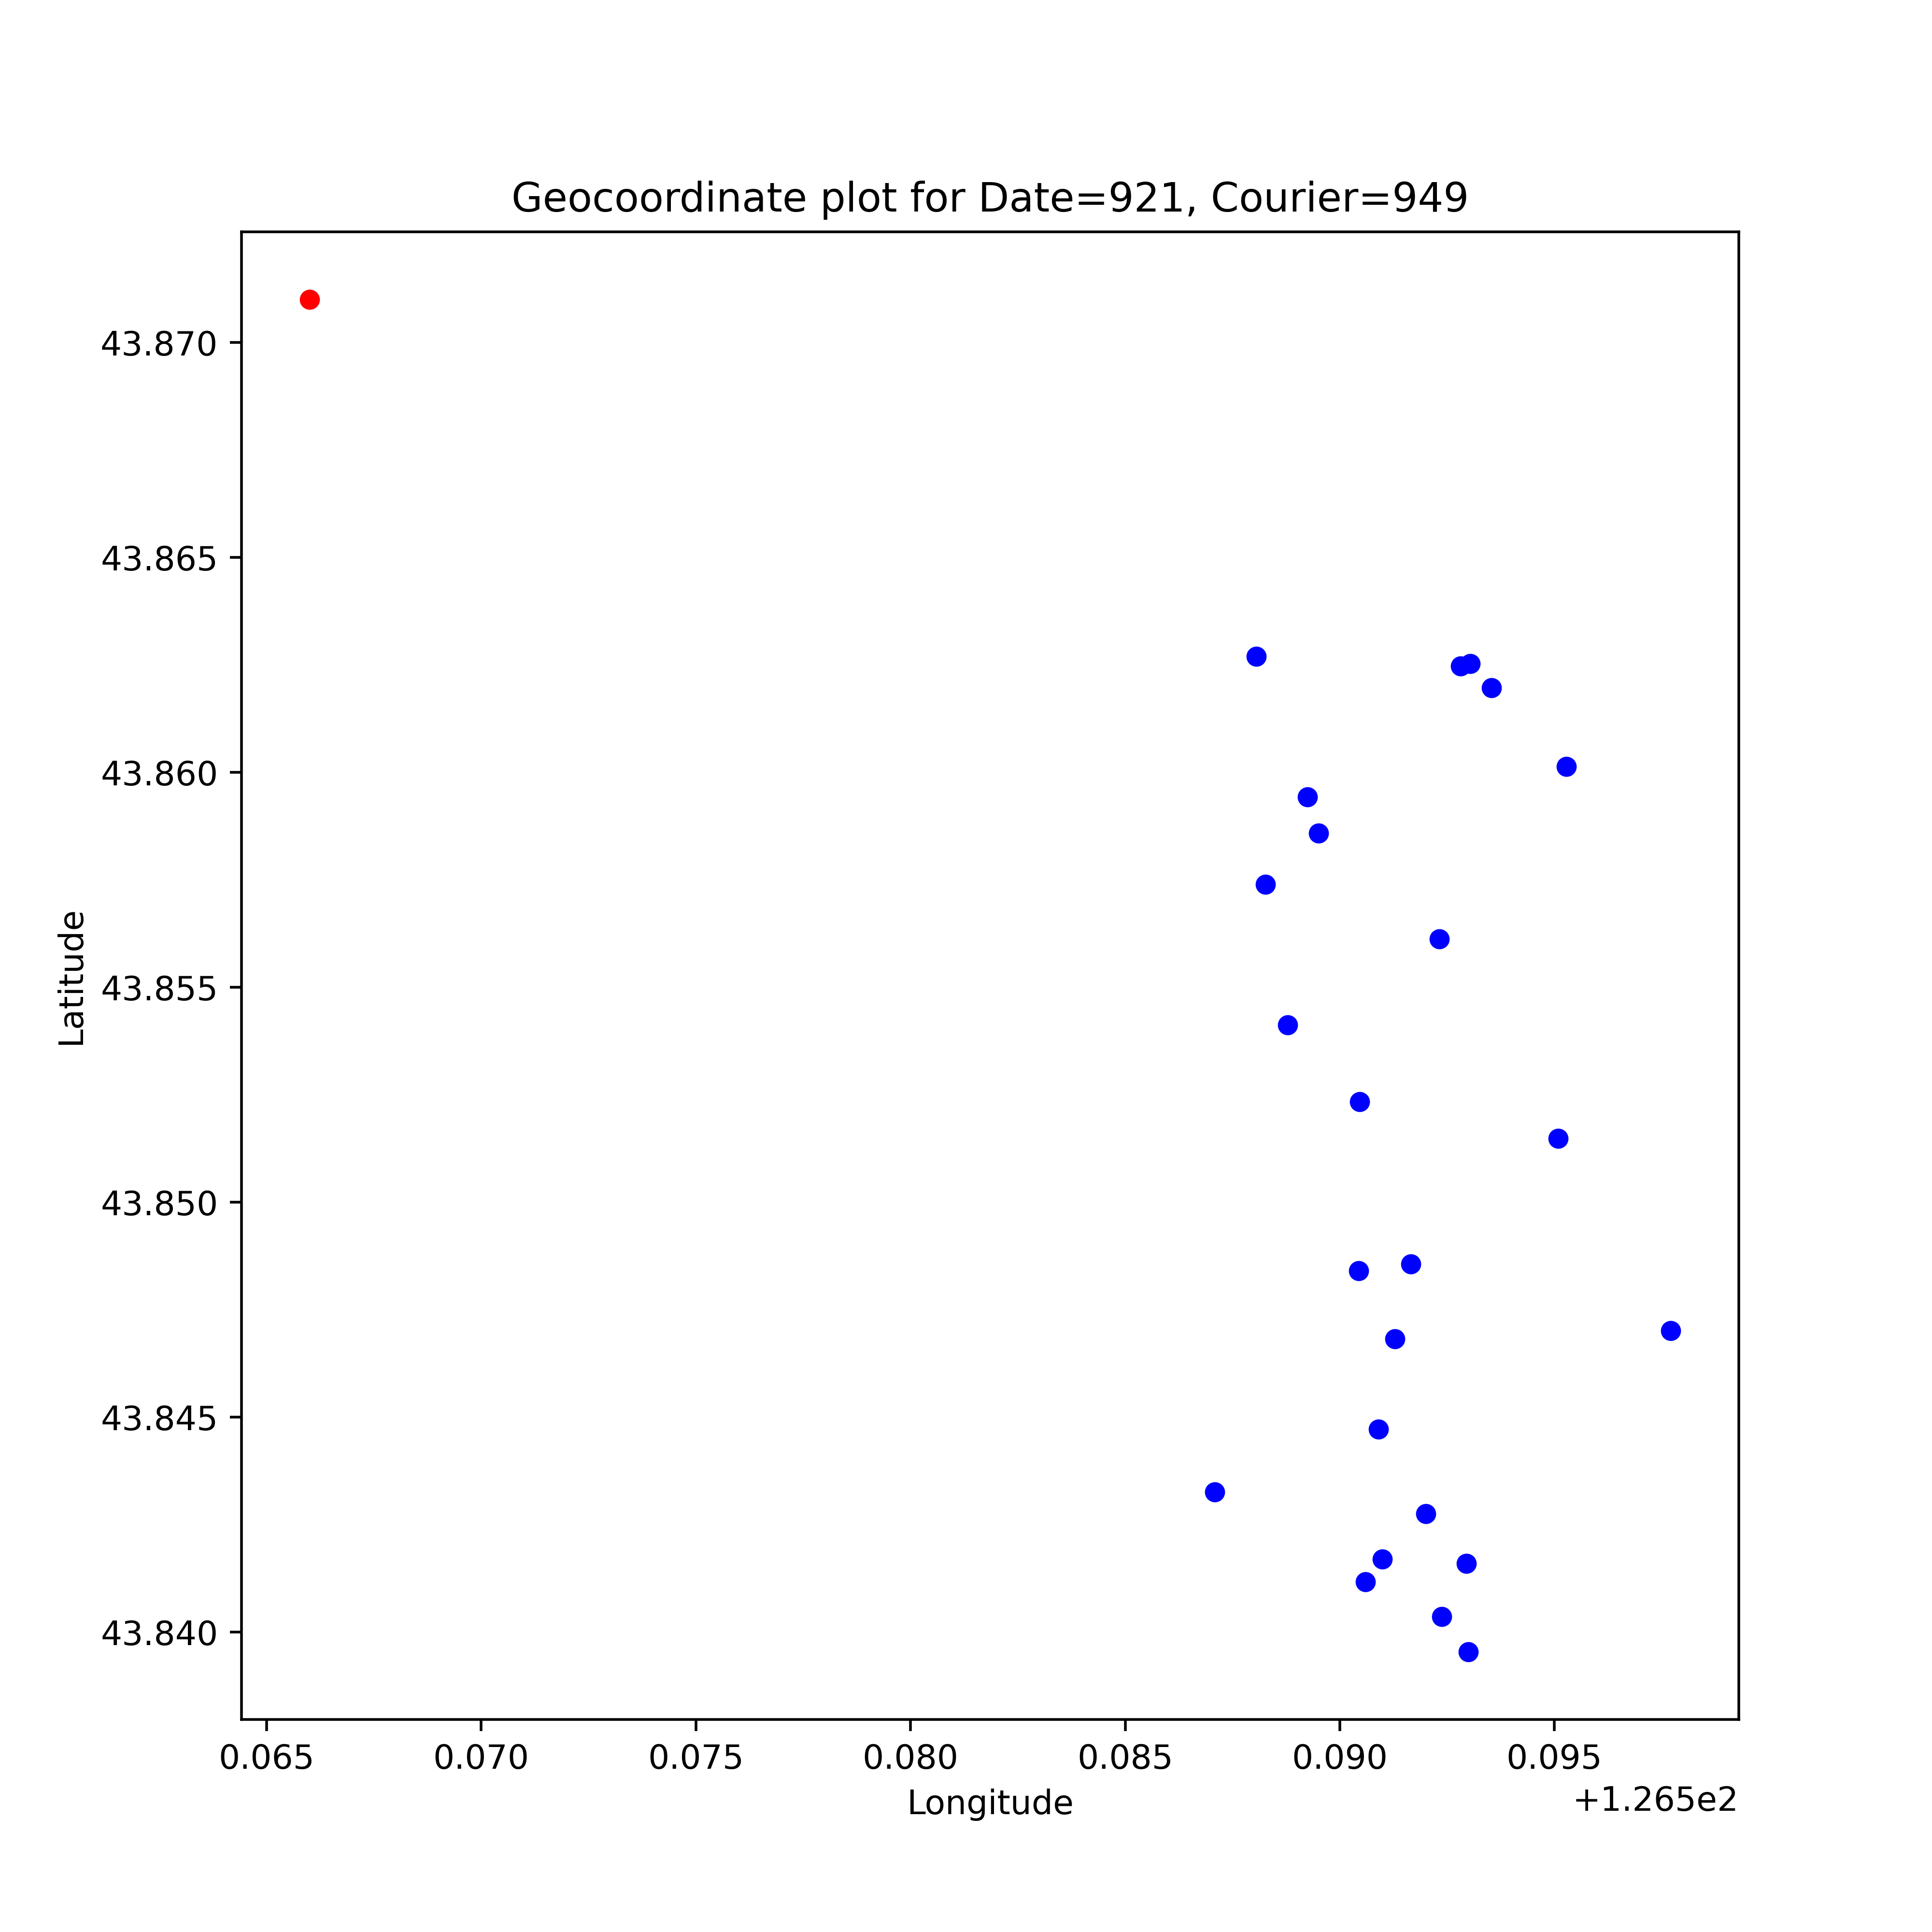 Geocoordinate plot for Date=921, Courier=949
43.870
43.865
43.860
43.855
43.850
43.845
43.840
Latitude
0.065 0.070 0.075 0.080 0.085 0.090 0.095
Longitude
+1.265e2